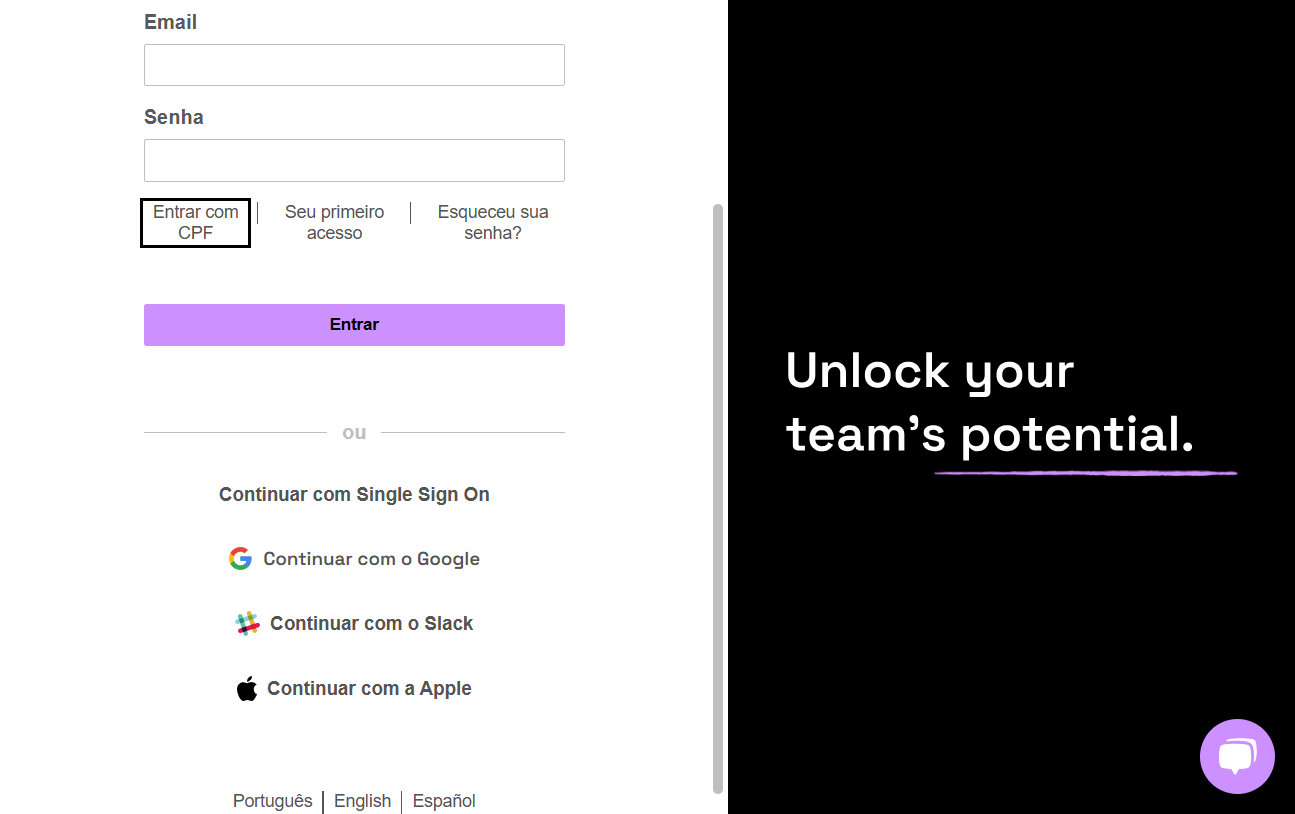 Email
Senha
Entrar com
CPF
Seu primeiro
acesso
Esqueceu sua
senha?
Entrar
ou
Continuar com Single Sign On
Continuar com o Google
Continuar com o Slack
Continuar com a Apple
Português
English
Español
Unlock your
team’s potential.